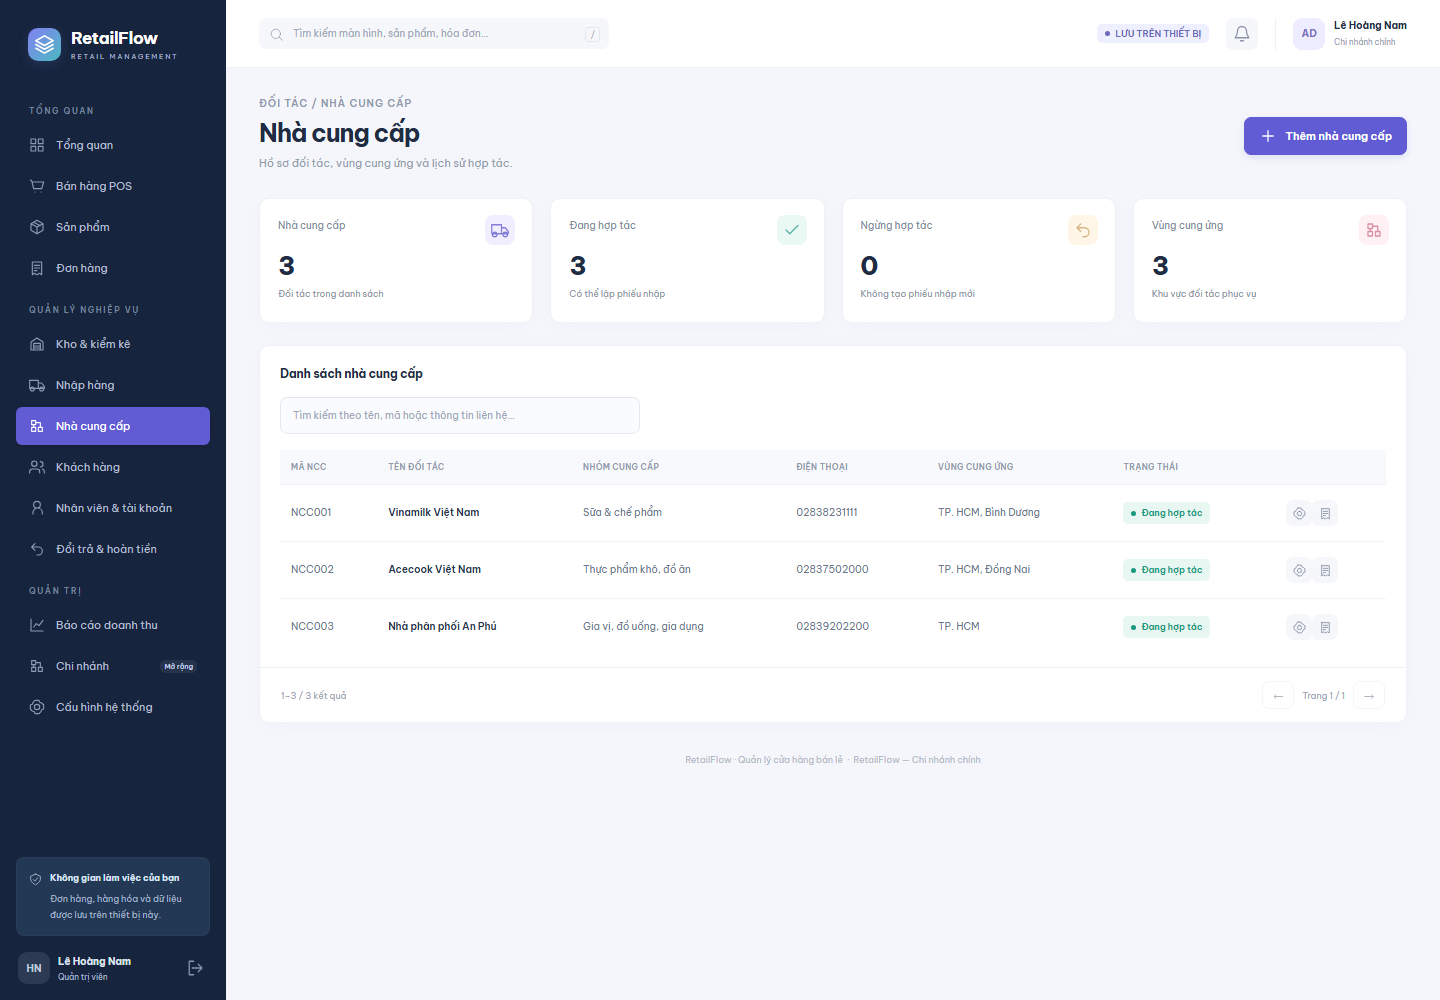 RetailFlow
RETAIL MANAGEMENT
TỔNG QUAN
Tổng quan
Bán hàng POS
Sản phẩm
Đơn hàng
QUẢN LÝ NGHIỆP VỤ
Kho & kiểm kê
Nhập hàng
Nhà cung cấp
Khách hàng
Nhân viên & tài khoản
Đổi trả & hoàn tiền
QUẢN TRỊ
Báo cáo doanh thu
Chi nhánh Mở rộng
Cấu hình hệ thống
Không gian làm việc của bạn
Đơn hàng, hàng hóa và dữ liệu
được lưu trên thiết bị này.
HN Lê Hoàng Nam
Quản trị viên
Tìm kiếm màn hình, sản phẩm, hóa đơn... /
LƯU TRÊN THIẾT BỊ
AD Lê Hoàng Nam
Chi nhánh chính
ĐỐI TÁC / NHÀ CUNG CẤP
Nhà cung cấp
Hồ sơ đối tác, vùng cung ứng và lịch sử hợp tác.
Thêm nhà cung cấp
Nhà cung cấp
3
Đối tác trong danh sách
Đang hợp tác
3
Có thể lập phiếu nhập
Ngừng hợp tác
0
Không tạo phiếu nhập mới
Vùng cung ứng
3
Khu vực đối tác phục vụ
Danh sách nhà cung cấp
Tìm kiếm theo tên, mã hoặc thông tin liên hệ...
MÃ NCC TÊN ĐỐI TÁC NHÓM CUNG CẤP ĐIỆN THOẠI VÙNG CUNG ỨNG TRẠNG THÁI
NCC001 Vinamilk Việt Nam Sữa & chế phẩm 02838231111 TP. HCM, Bình Dương Đang hợp tác
NCC002 Acecook Việt Nam Thực phẩm khô, đồ ăn 02837502000 TP. HCM, Đồng Nai Đang hợp tác
NCC003 Nhà phân phối An Phú Gia vị, đồ uống, gia dụng 02839202200 TP. HCM Đang hợp tác
1–3 / 3 kết quả
← Trang 1 / 1 →
RetailFlow · Quản lý cửa hàng bán lẻ · RetailFlow — Chi nhánh chính